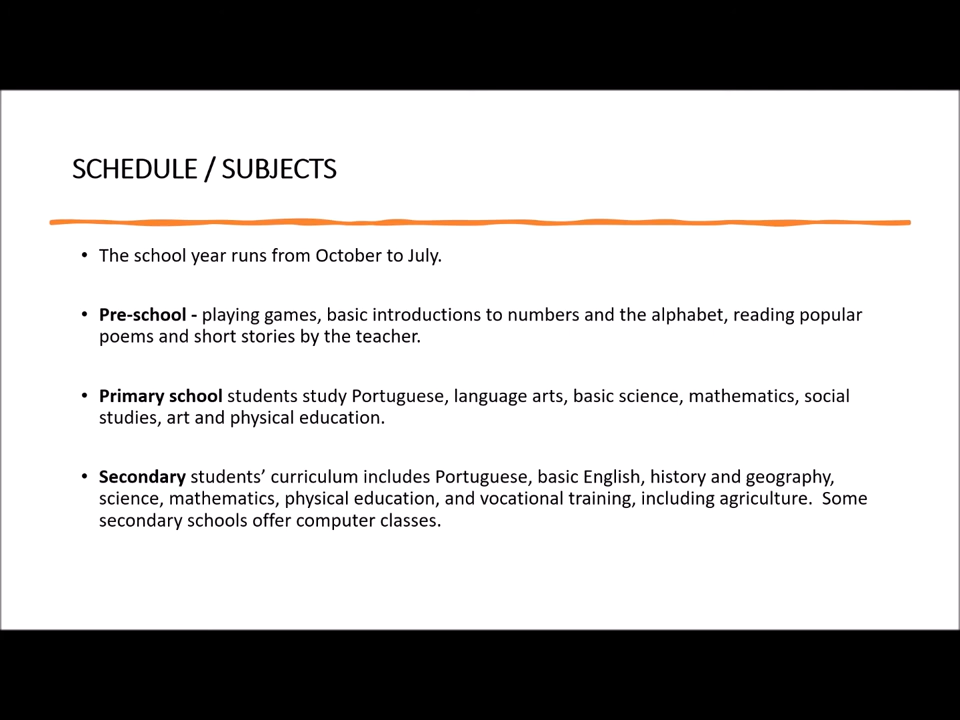 SCHEDULE / SUBJECTS
• The school year runs from October to July.
• Pre-school - playing games, basic introductions to numbers and the alphabet, reading popular
poems and short stories by the teacher.
• Primary school students study Portuguese, language arts, basic science, mathematics, social
studies, art and physical education.
• Secondary students’ curriculum includes Portuguese, basic English, history and geography,
science, mathematics, physical education, and vocational training, including agriculture.  Some
secondary schools offer computer classes.